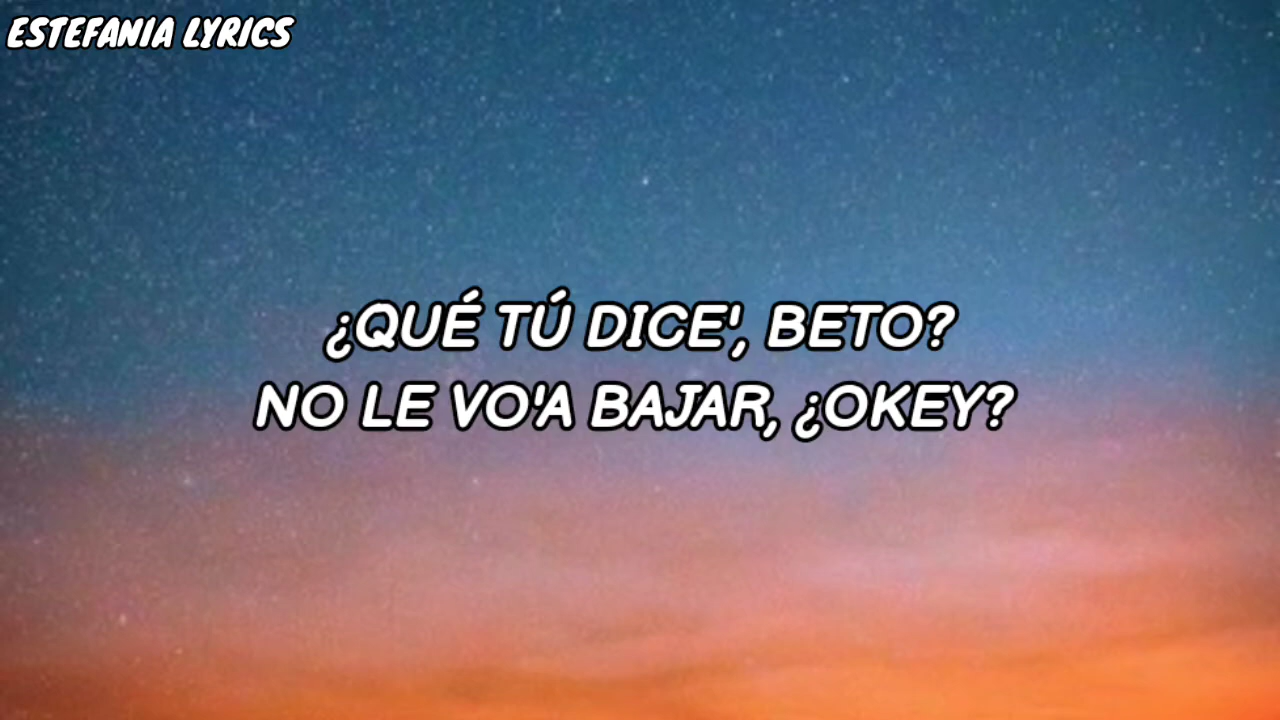 ESTEFANIA LYRICS
¿QUÉ TÚ DICE', BETO?
NO LE VO'A BAJAR, ¿OKEY?